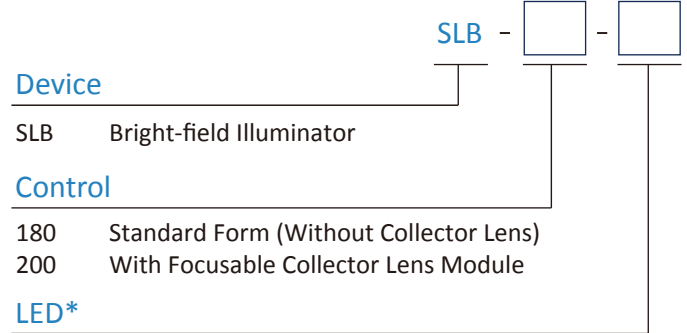 SLB - -
Device
SLB Bright-field Illuminator
Control
180 Standard Form (Without Collector Lens)
200 With Focusable Collector Lens Module
LED*